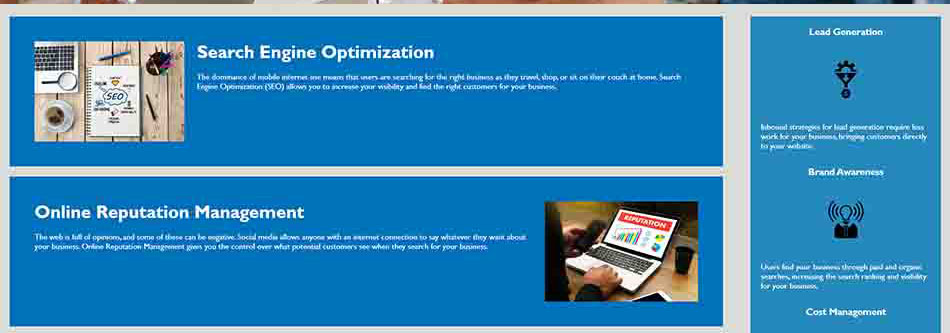 Search Engine Optimization
The dominance of mobile internet use means that users are searching for the right business as they travel, shop, or sit on their couch at home. Search
Engine Optimization (SEO) allows you to increase your visibility and find the right customers for your business.
SEO
Online Reputation Management
The web is full of opinions, and some of these can be negative. Social media allows anyone with an internet connection to say whatever they want about
your business. Online Reputation Management gives you the control over what potential customers see when they search for your business.
REPUTATION
Lead Generation
Inbound strategies for lead generation require less
work for your business, bringing customers directly
to your website.
Brand Awareness
Users find your business through paid and organic
searches, increasing the search ranking and visibility
for your business.
Cost Management